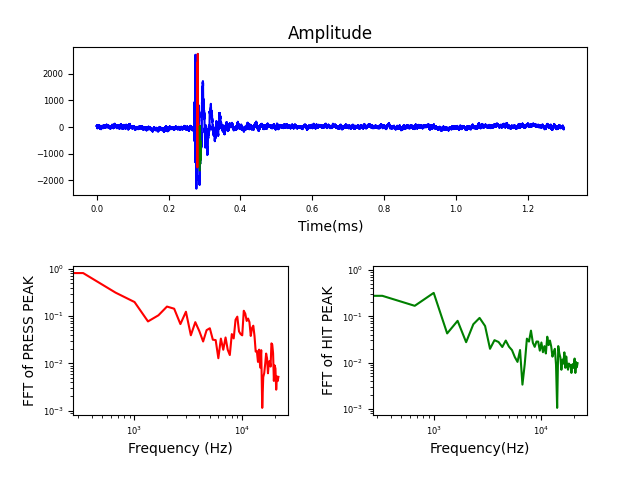 Amplitude
2000
1000
0
−1000
−2000
0.0 0.2 0.4 0.6 0.8 1.0 1.2
Time(ms)
FFT of PRESS PEAK
10⁰
10⁻¹
10⁻²
10⁻³
10³ 10⁴
Frequency (Hz)
FFT of HIT PEAK
10⁰
10⁻¹
10⁻²
10⁻³
10³ 10⁴
Frequency(Hz)